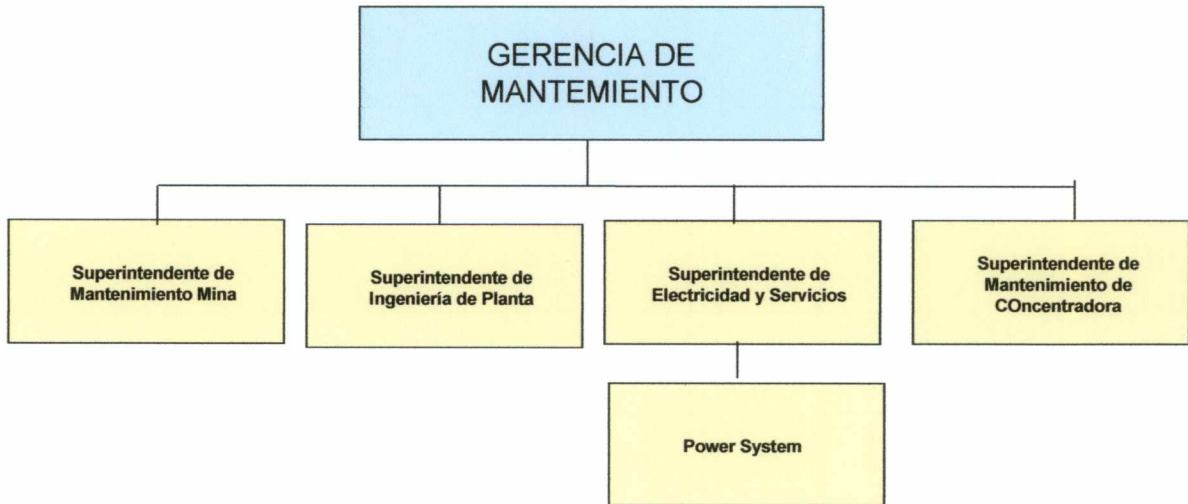 GERENCIA DE
MANTEMIENTO
Superintendente de
Mantenimiento Mina
Superintendente de
Ingeniería de Planta
Superintendente de
Electricidad y Servicios
Superintendente de
Mantenimiento de
COncentradora
Power System